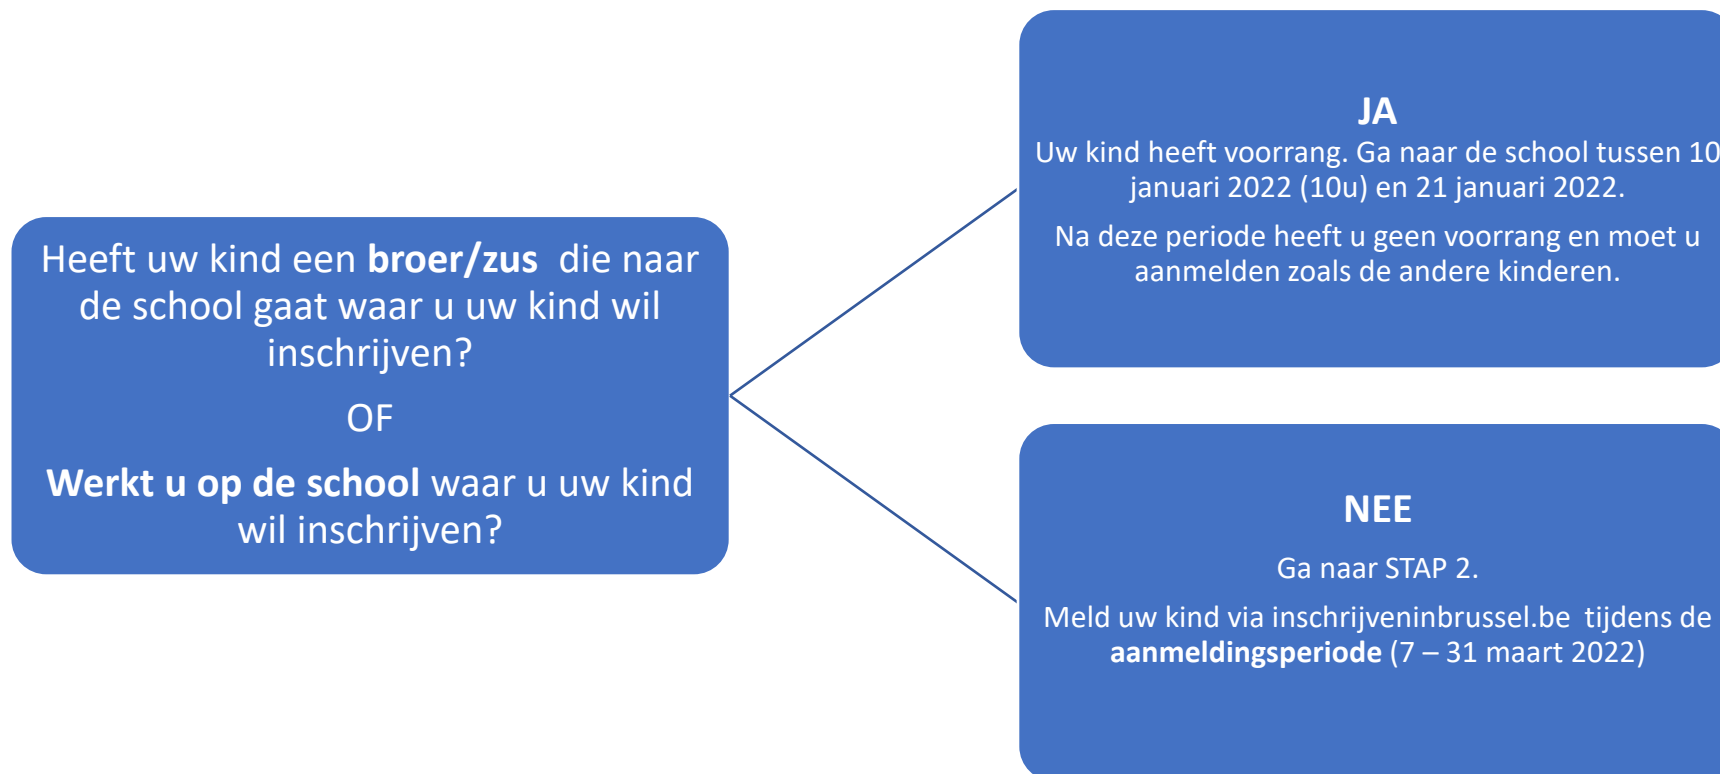 Heeft uw kind een broer/zus die naar
de school gaat waar u uw kind wil
inschrijven?
OF
Werkt u op de school waar u uw kind
wil inschrijven?
JA
Uw kind heeft voorrang. Ga naar de school tussen 10
januari 2022 (10u) en 21 januari 2022.
Na deze periode heeft u geen voorrang en moet u
aanmelden zoals de andere kinderen.
NEE
Ga naar STAP 2.
Meld uw kind via inschrijveninbrussel.be tijdens de
aanmeldingsperiode (7 – 31 maart 2022)